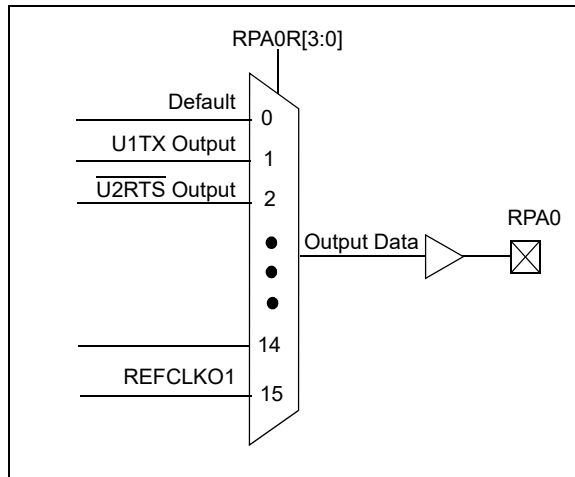 RPA0R[3:0]
Default
0
U1TX Output
1
U2RTS Output
2
Output Data
RPA0
14
REFCLKO1
15